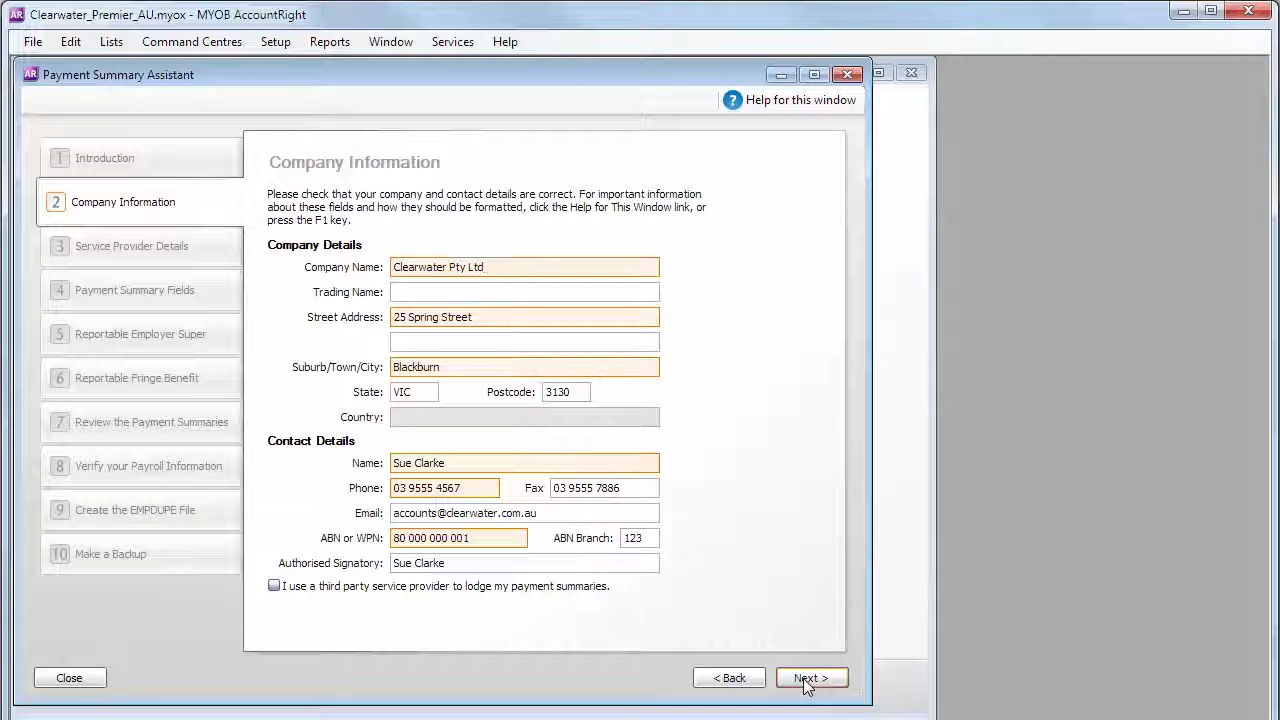 AR Clearwater_Premier_AU.myox - MYOB AccountRight
File Edit Lists Command Centres Setup Reports Window Services Help
AR Payment Summary Assistant
? Help for this window
1 Introduction
2 Company Information
3 Service Provider Details
4 Payment Summary Fields
5 Reportable Employer Super
6 Reportable Fringe Benefit
7 Review the Payment Summaries
8 Verify your Payroll Information
9 Create the EMPDUPE File
10 Make a Backup
Company Information
Please check that your company and contact details are correct. For important information
about these fields and how they should be formatted, click the Help for This Window link, or
press the F1 key.
Company Details
Company Name: Clearwater Pty Ltd
Trading Name:
Street Address: 25 Spring Street
Suburb/Town/City: Blackburn
State: VIC Postcode: 3130
Country:
Contact Details
Name: Sue Clarke
Phone: 03 9555 4567 Fax 03 9555 7886
Email: accounts@clearwater.com.au
ABN or WPN: 80 000 000 001 ABN Branch: 123
Authorised Signatory: Sue Clarke
I use a third party service provider to lodge my payment summaries.
Close < Back Next >